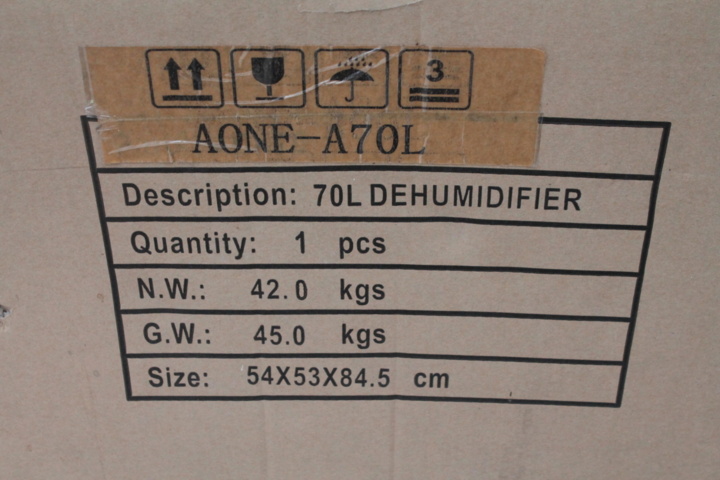 3
AONE-A70L
Description: 70L DEHUMIDIFIER
Quantity: 1 pcs
N.W.: 42.0 kgs
G.W.: 45.0 kgs
Size: 54X53X84.5 cm